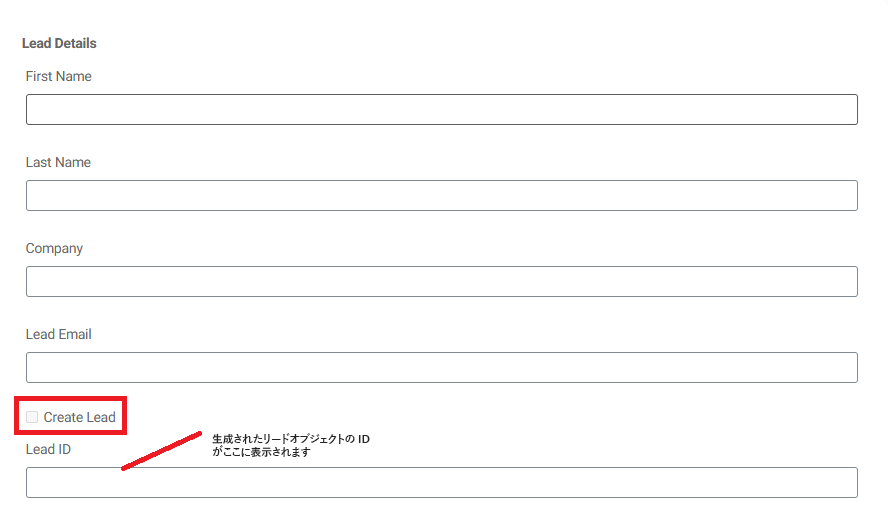 Lead Details
First Name
Last Name
Company
Lead Email
Create Lead
生成されたリードオブジェクトの ID
がここに表示されます
Lead ID